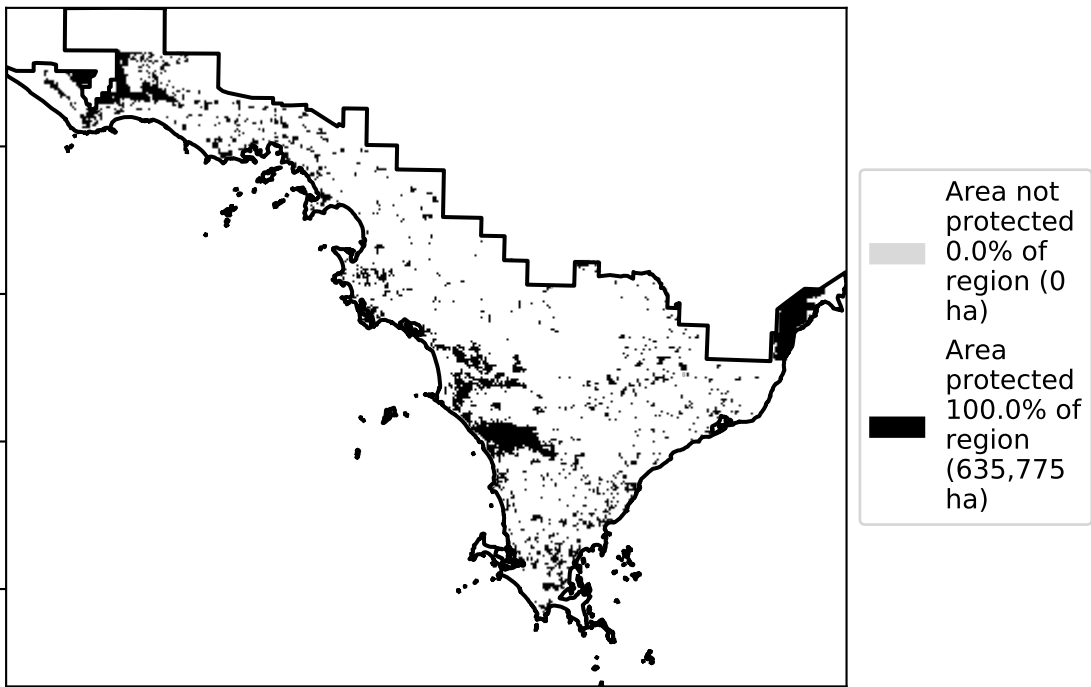 Area not
protected
0.0% of
region (0
ha)
Area
protected
100.0% of
region
(635,775
ha)